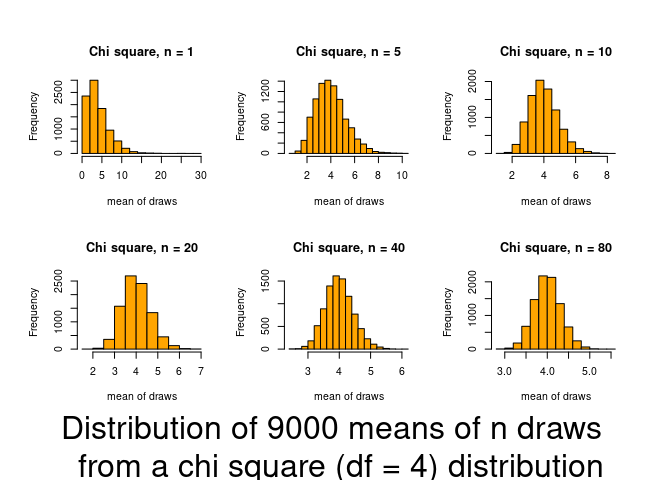 Chi square, n = 1
Frequency
0 1000 2500
0 5 10 20 30
mean of draws
Chi square, n = 5
Frequency
0 600 1200
2 4 6 8 10
mean of draws
Chi square, n = 10
Frequency
0 1000 2000
2 4 6 8
mean of draws
Chi square, n = 20
Frequency
0 1000 2500
2 3 4 5 6 7
mean of draws
Chi square, n = 40
Frequency
0 500 1500
3 4 5 6
mean of draws
Chi square, n = 80
Frequency
0 1000 2000
3.0 4.0 5.0
mean of draws
Distribution of 9000 means of n draws
from a chi square (df = 4) distribution